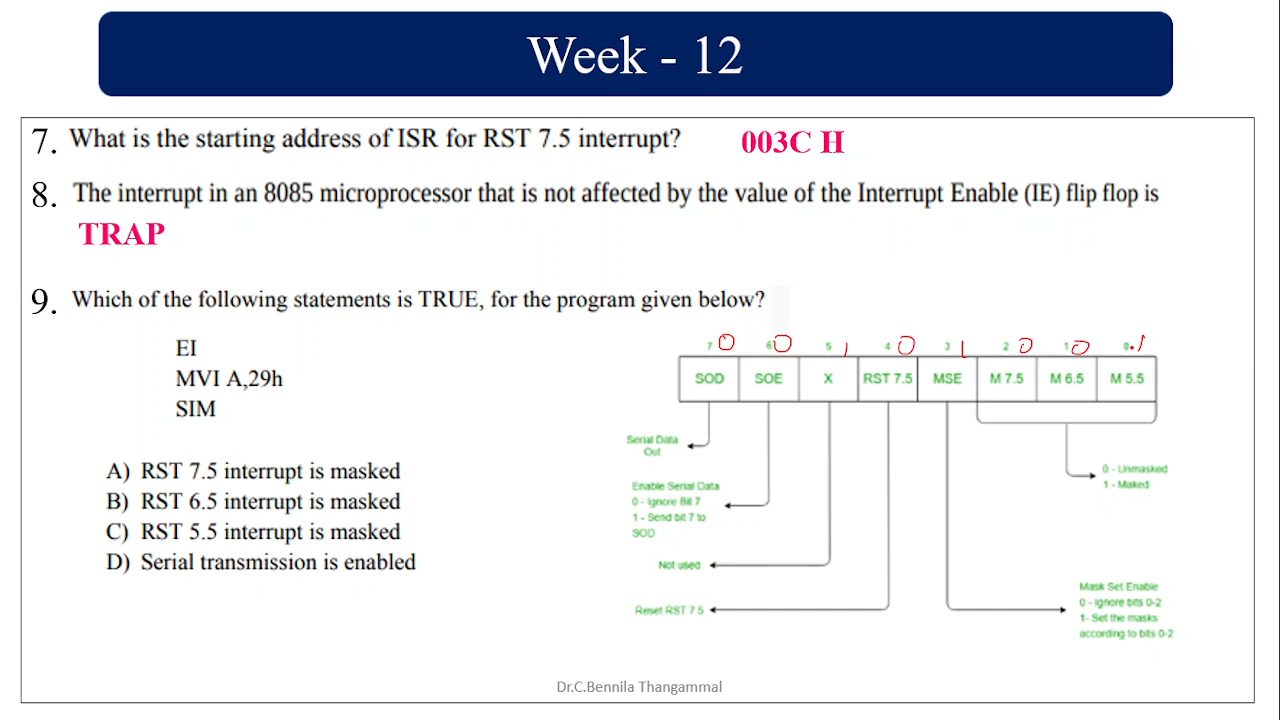 Week - 12
7. What is the starting address of ISR for RST 7.5 interrupt? 003C H
8. The interrupt in an 8085 microprocessor that is not affected by the value of the Interrupt Enable (IE) flip flop is
TRAP
9. Which of the following statements is TRUE, for the program given below?
EI
MVI A,29h
SIM
A) RST 7.5 interrupt is masked
B) RST 6.5 interrupt is masked
C) RST 5.5 interrupt is masked
D) Serial transmission is enabled
7 0 6 0 5 1 4 0 3 1 2 0 1 0 0 1
SOD SOE X RST 7.5 MSE M 7.5 M 6.5 M 5.5
Serial Data
Out
Enable Serial Data
0 - Ignore Bit 7
1 - Send bit 7 to
SOD
Not used
Reset RST 7.5
0 - Unmasked
1 - Maked
Mask Set Enable
0 - Ignore bits 0-2
1- Set the masks
according to bits 0-2
Dr.C.Bennila Thangammal